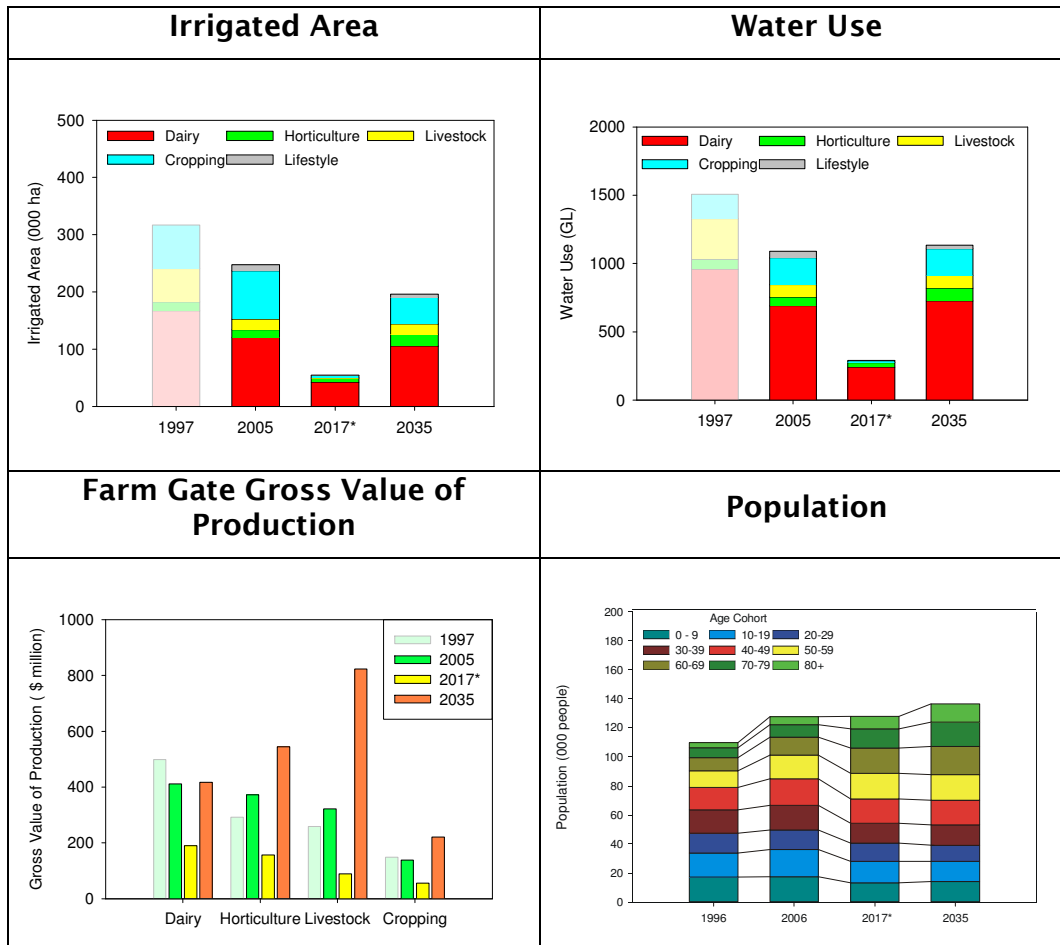 Irrigated Area
Water Use
Irrigated Area (000 ha)
500
400
300
200
100
0
Dairy Horticulture Livestock
Cropping Lifestyle
1997 2005 2017* 2035
Water Use (GL)
2000
1500
1000
500
0
Dairy Horticulture Livestock
Cropping Lifestyle
1997 2005 2017* 2035
Farm Gate Gross Value of
Production
Population
Gross Value of Production ( $ million)
1000
800
600
400
200
0
1997
2005
2017*
2035
Dairy Horticulture Livestock Cropping
Population (000 people)
200
180
160
140
120
100
80
60
40
20
0
Age Cohort
0 - 9 10-19 20-29
30-39 40-49 50-59
60-69 70-79 80+
1996 2006 2017* 2035